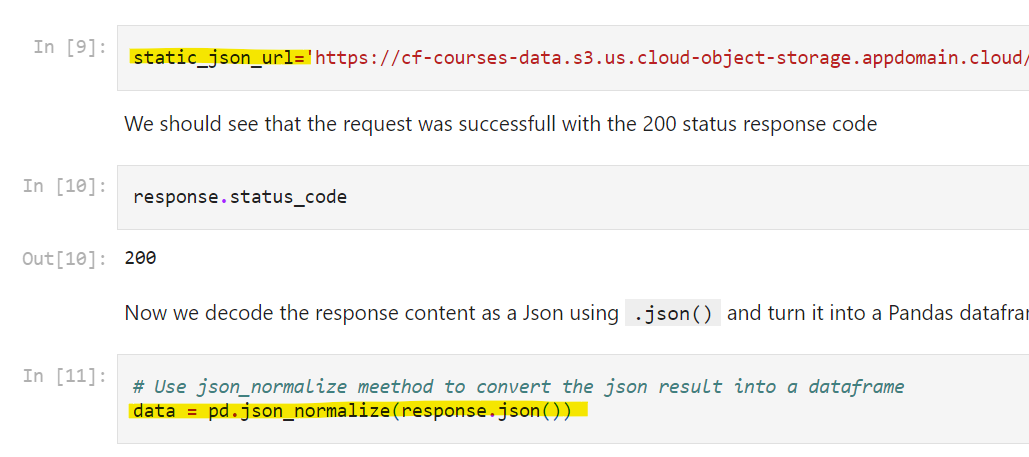 In [9]:
static_json_url='https://cf-courses-data.s3.us.cloud-object-storage.appdomain.cloud/
We should see that the request was successfull with the 200 status response code
In [10]:
response.status_code
Out[10]:
200
Now we decode the response content as a Json using .json() and turn it into a Pandas
In [11]:
# Use json_normalize meethod to convert the json result into a dataframe
data = pd.json_normalize(response.json())